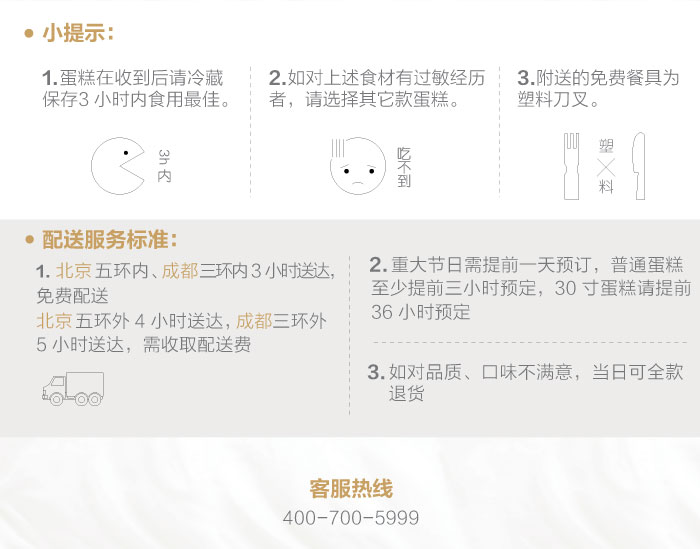 • 小提示：
1.蛋糕在收到后请冷藏
保存3 小时内食用最佳。
3h 内
2.如对上述食材有过敏经历
者，请选择其它款蛋糕。
吃不到
3.附送的免费餐具为
塑料刀叉。
塑
料
• 配送服务标准：
1. 北京五环内、成都三环内 3 小时送达，
免费配送
北京五环外 4 小时送达，成都三环外
5 小时送达，需收取配送费
2. 重大节日需提前一天预订，普通蛋糕
至少提前三小时预定，30 寸蛋糕请提前
36 小时预定
3. 如对品质、口味不满意，当日可全款
退货
客服热线
400-700-5999